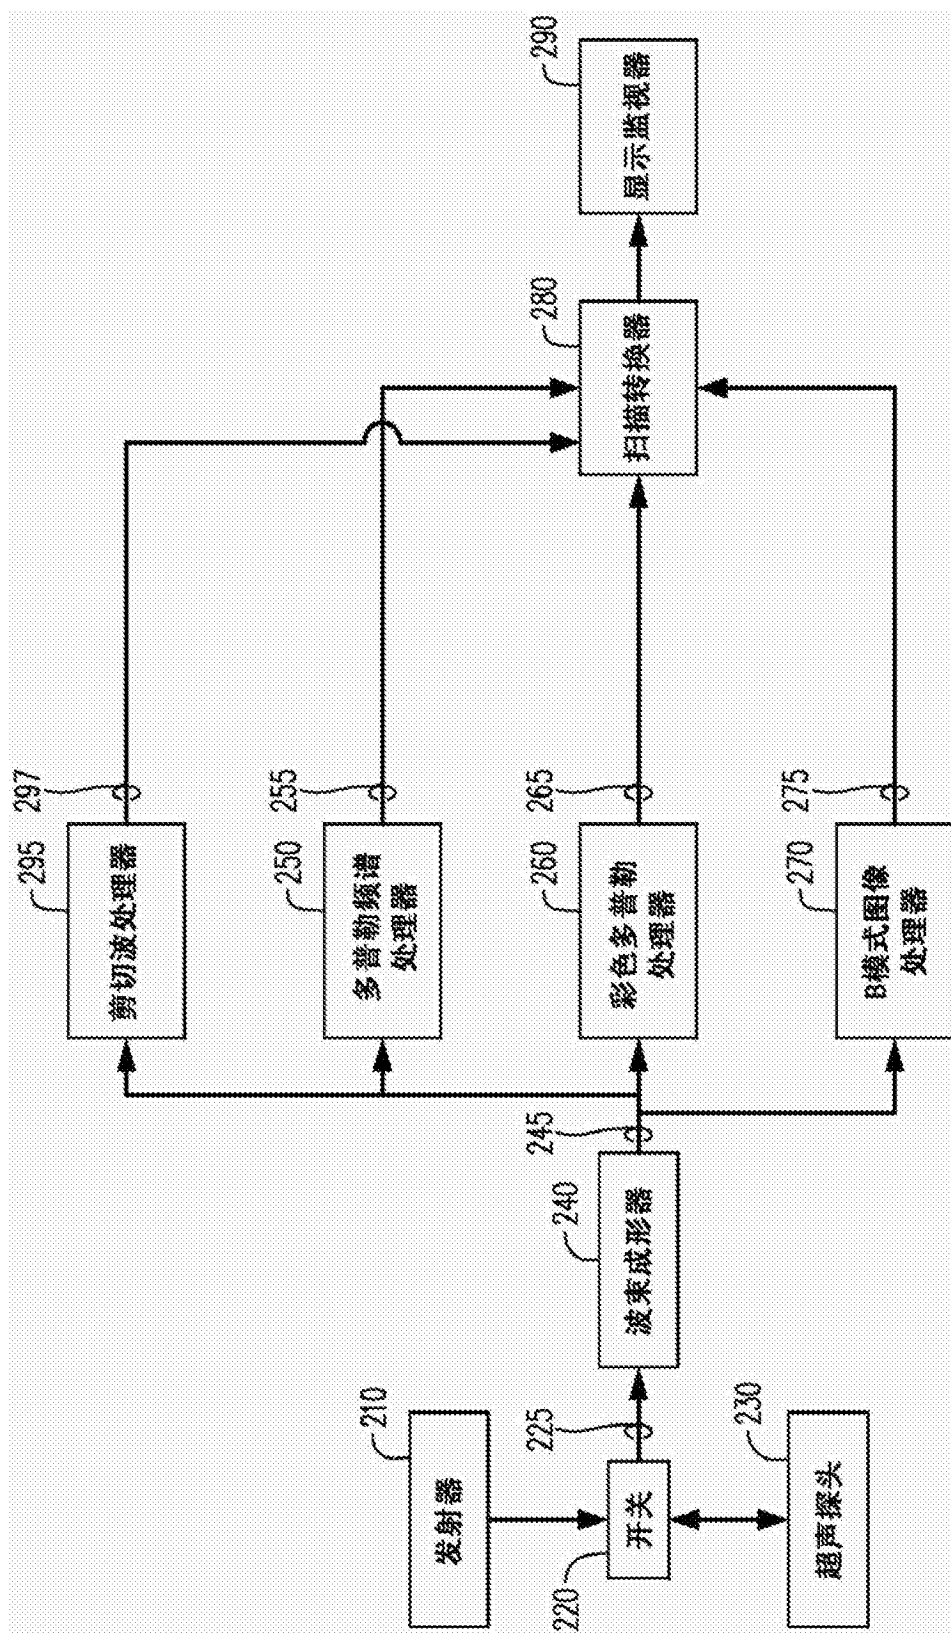 297
295
剪切波处理器
255
250
多普勒频谱
处理器
290
显示监视器
280
扫描转换器
265
260
彩色多普勒
处理器
245
240
波束成形器
275
270
B模式图像
处理器
210
发射器
225
220
开关
230
超声探头